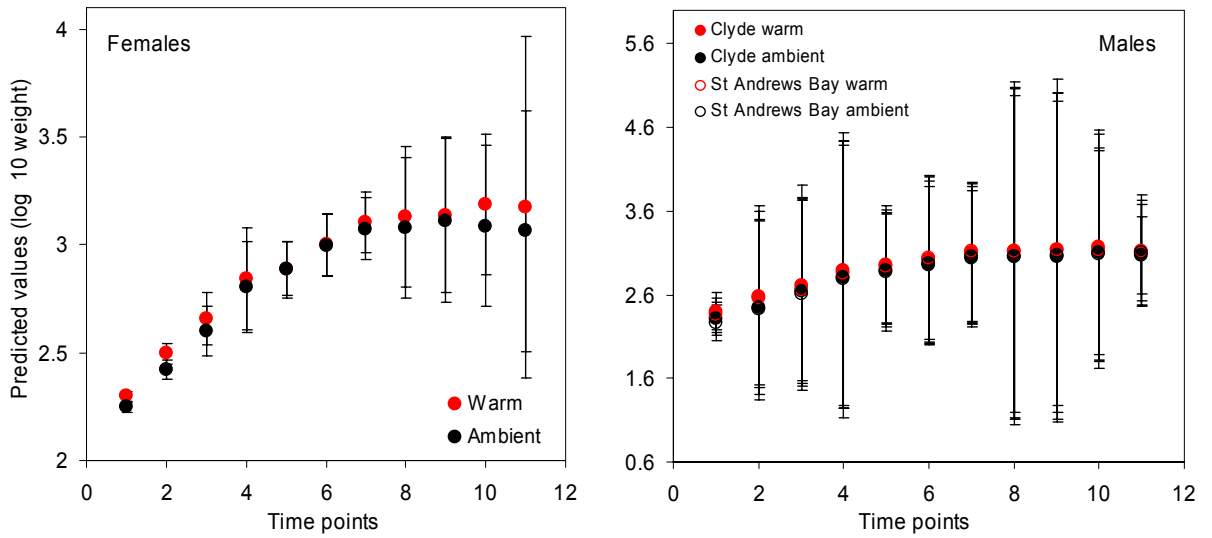 Females
Predicted values (log 10 weight)
4
3.5
3
2.5
2
0 2 4 6 8 10 12
Time points
Warm
Ambient
Males
Clyde warm
Clyde ambient
St Andrews Bay warm
St Andrews Bay ambient
5.6
4.6
3.6
2.6
1.6
0.6
0 2 4 6 8 10 12
Time points